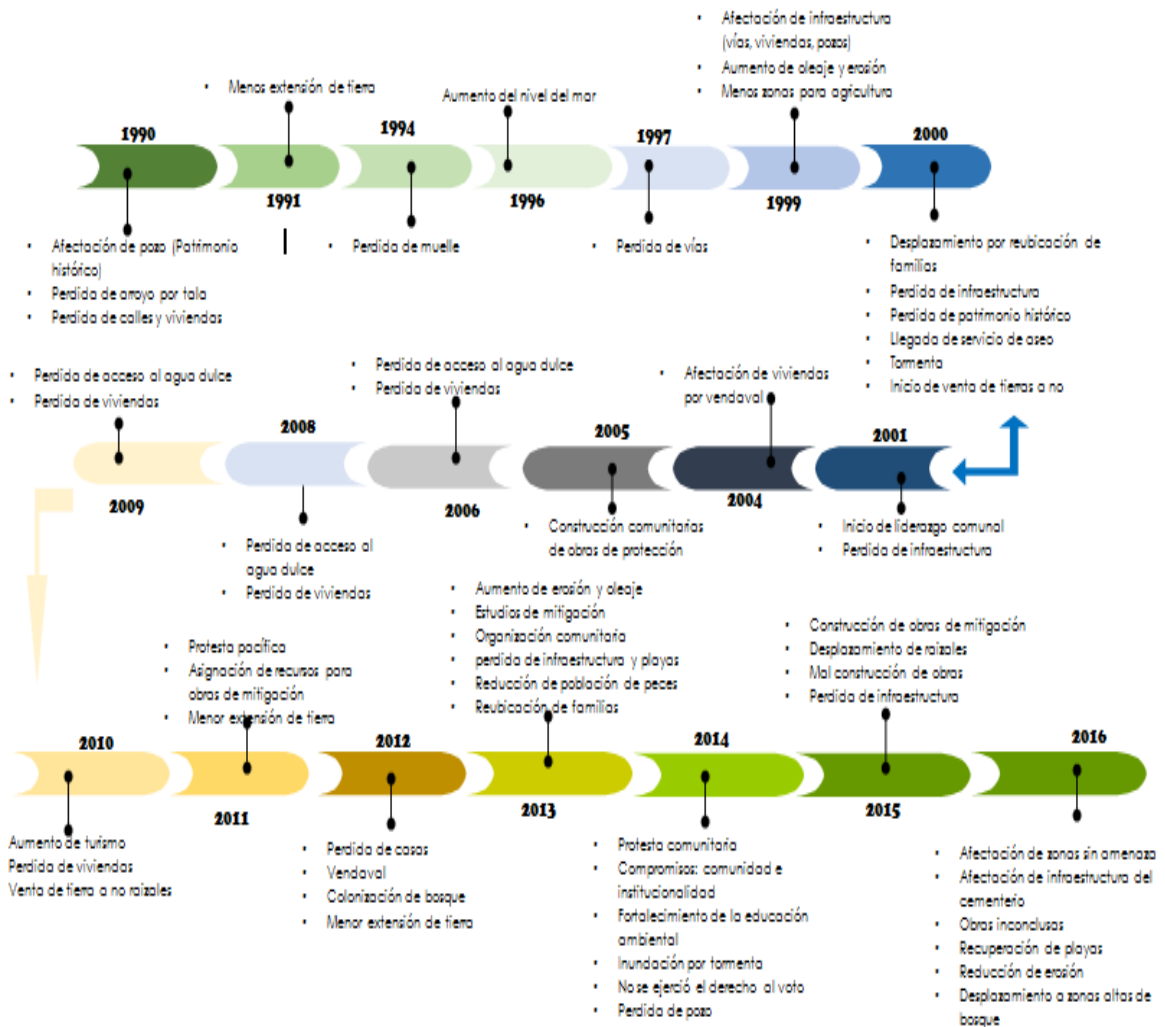 1990
• Afectación de pozo (Patrimonio
histórico)
• Perdida de arroyo por tala
• Perdida de calles y viviendas
• Menos extensión de tierra
1991
1994
• Perdida de muelle
Aumento del nivel del mar
1996
1997
• Perdida de vías
• Afectación de infraestructura
(vías, viviendas, pozos)
• Aumento de oleaje y erosión
• Menos zonas para agricultura
1999
2000
• Desplazamiento por reubicación de
familias
• Perdida de infraestructura
• Perdida de patrimonio histórico
• Llegada de servicio de aseo
• Tormenta
• Inicio de venta de tierras a no
2001
• Inicio de liderazgo comunal
• Perdida de infraestructura
• Afectación de viviendas
por vendaval
2004
2005
• Construcción comunitarias
de obras de protección
• Perdida de acceso al agua dulce
• Perdida de viviendas
2006
2008
• Perdida de acceso al
agua dulce
• Perdida de viviendas
• Perdida de acceso al agua dulce
• Perdida de viviendas
2009
2010
Aumento de turismo
Perdida de viviendas
Venta de tierra a no raizales
• Protesta pacífica
• Asignación de recursos para
obras de mitigación
• Menor extensión de tierra
2011
2012
• Perdida de casas
• Vendaval
• Colonización de bosque
• Menor extensión de tierra
• Aumento de erosión y oleaje
• Estudios de mitigación
• Organización comunitaria
• perdida de infraestructura y playas
• Reducción de población de peces
• Reubicación de familias
2013
2014
• Protesta comunitaria
• Compromisos: comunidad e
institucionalidad
• Fortalecimiento de la educación
ambiental
• Inundación por tormenta
• No se ejerció el derecho al voto
• Perdida de pozo
• Construcción de obras de mitigación
• Desplazamiento de raizales
• Mal construcción de obras
• Perdida de infraestructura
2015
2016
• Afectación de zonas sin amenaza
• Afectación de infraestructura del
cementerio
• Obras inconclusas
• Recuperación de playas
• Reducción de erosión
• Desplazamiento a zonas altas de
bosque